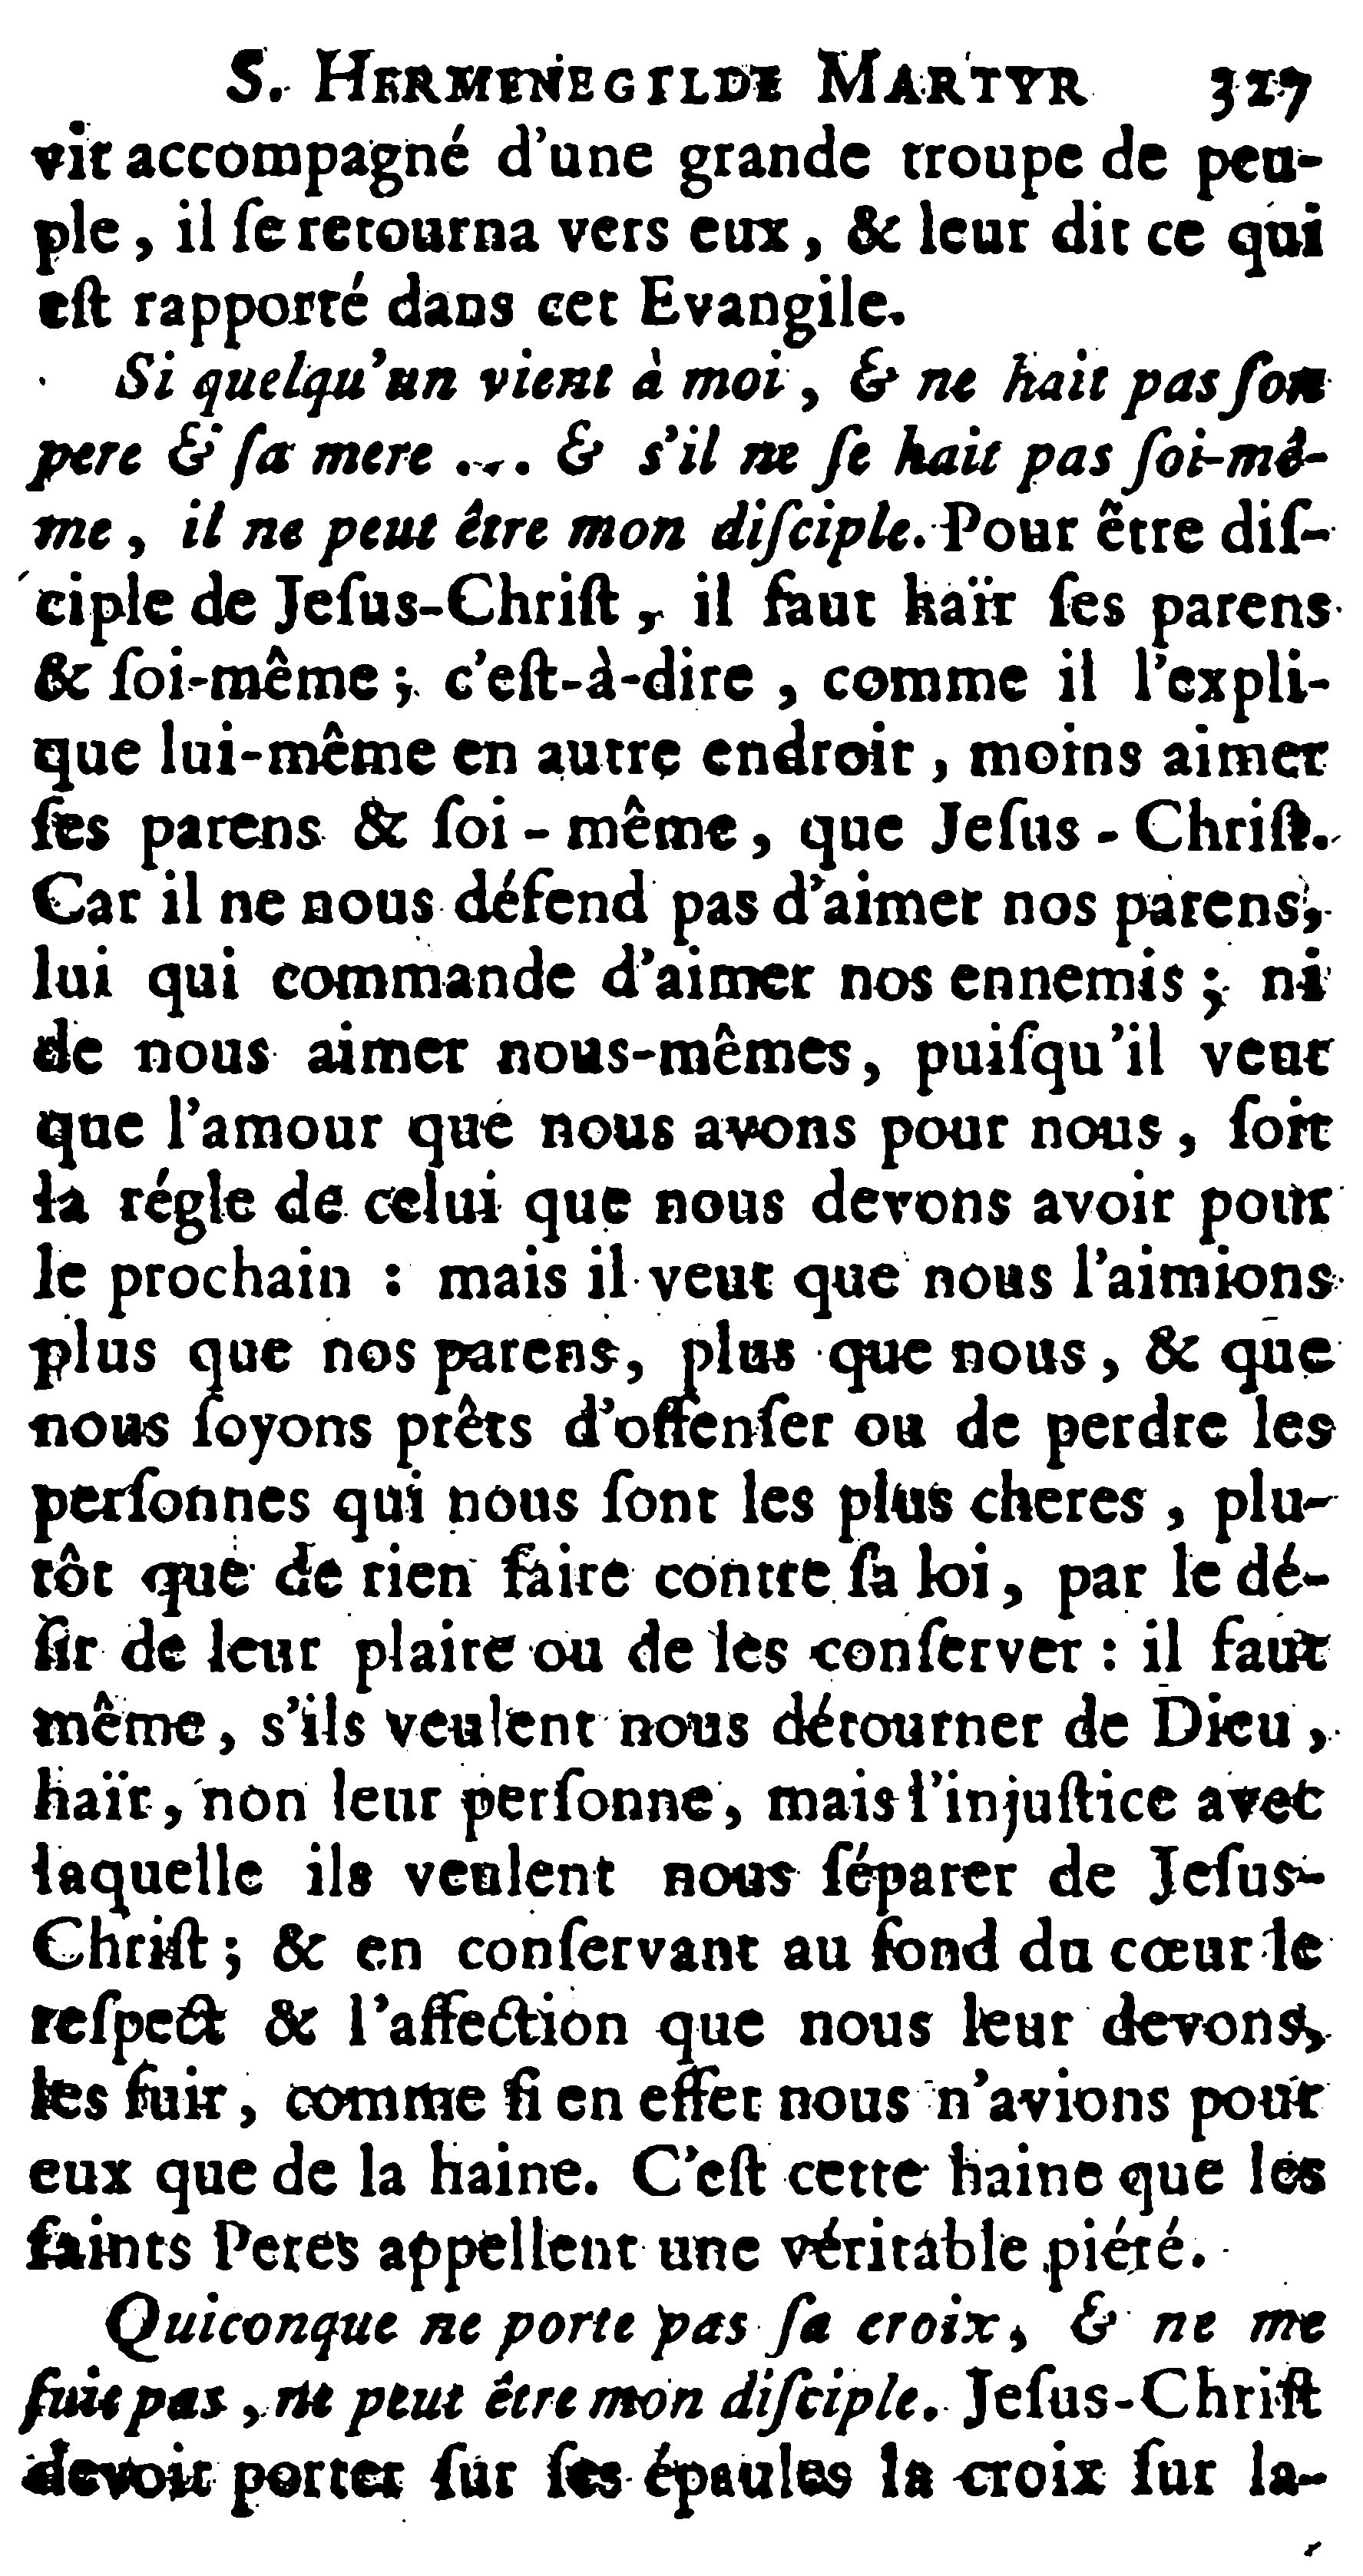 S. HERMENEGILDE MARTYR 327
vit accompagné d'une grande troupe de peu-
ple, il ſe retourna vers eux, & leur dit ce qui
eſt rapporté dans cet Evangile.
Si quelqu'un vient à moi, & ne hait pas ſon
pere & ſa mere .... & s'il ne ſe hait pas ſoi-mê-
me, il ne peut être mon diſciple. Pour être diſ-
ciple de Jeſus-Chriſt, il faut haïr ſes parens
& ſoi-même; c'eſt-à-dire, comme il l'expli-
que lui-même en autre endroit, moins aimer
ſes parens & ſoi-même, que Jeſus-Chriſt.
Car il ne nous défend pas d'aimer nos parens,
lui qui commande d'aimer nos ennemis; ni
de nous aimer nous-mêmes, puiſqu'il veut
que l'amour que nous avons pour nous, ſoit
la régle de celui que nous devons avoir pour
le prochain : mais il veut que nous l'aimions
plus que nos parens, plus que nous, & que
nous ſoyons prêts d'offenſer ou de perdre les
perſonnes qui nous ſont les plus cheres, plu-
tôt que de rien faire contre ſa loi, par le dé-
ſir de leur plaire ou de les conſerver : il faut
même, s'ils veulent nous détourner de Dieu,
haïr, non leur perſonne, mais l'injuſtice avec
laquelle ils veulent nous ſéparer de Jeſus-
Chriſt; & en conſervant au fond du cœur le
reſpect & l'affection que nous leur devons,
les fuir, comme ſi en effet nous n'avions pour
eux que de la haine. C'eſt cette haine que les
ſaints Peres appellent une véritable piété.
Quiconque ne porte pas ſa croix, & ne me
ſuit pas, ne peut être mon diſciple. Jeſus-Chriſt
devoit porter ſur ſes épaules la croix ſur la-